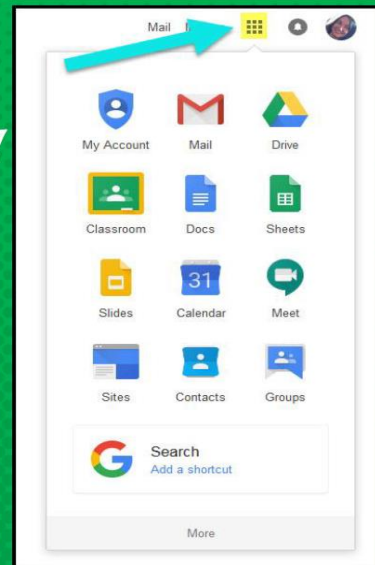 Mail
My Account Mail Drive
Classroom Docs Sheets
31
Slides Calendar Meet
Sites Contacts Groups
G Search
Add a shortcut
More